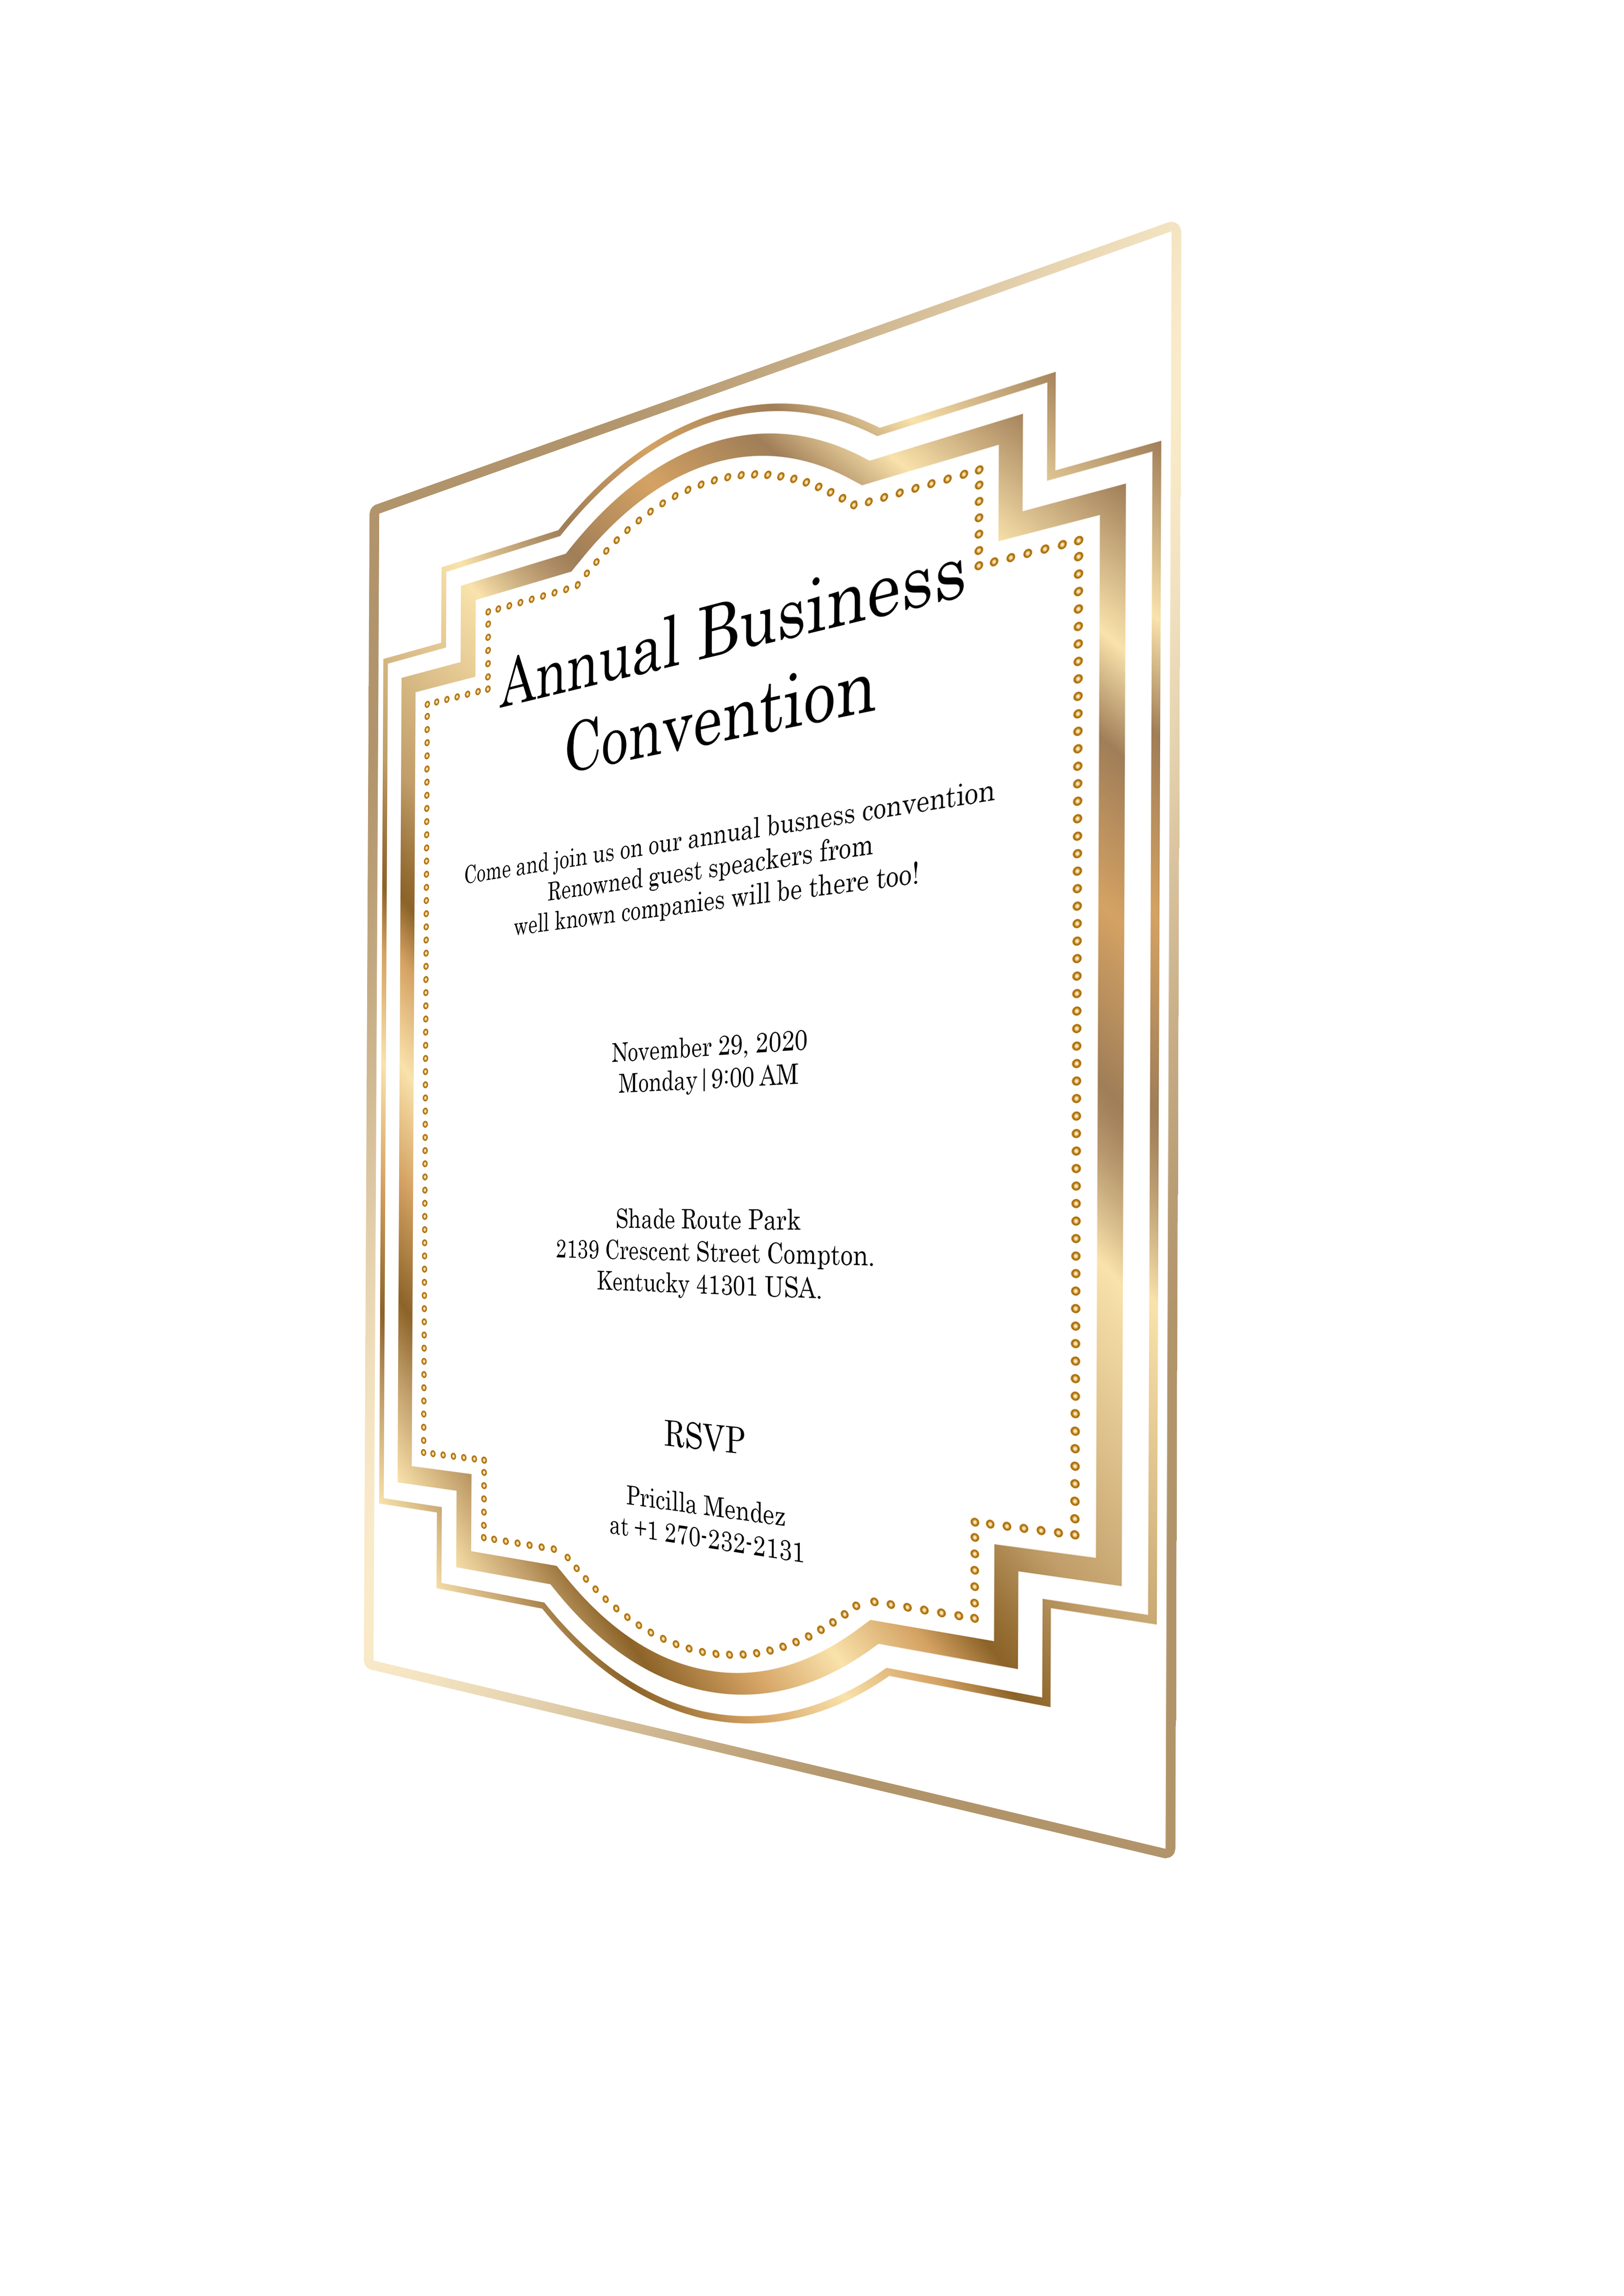 Annual Business
Convention
Come and join us on our annual busness convention
Renowned guest speackers from
well known companies will be there too!
November 29, 2020
Monday|9:00 AM
Shade Route Park
2139 Crescent Street Compton.
Kentucky 41301 USA.
RSVP
Pricilla Mendez
at +1 270-232-2131